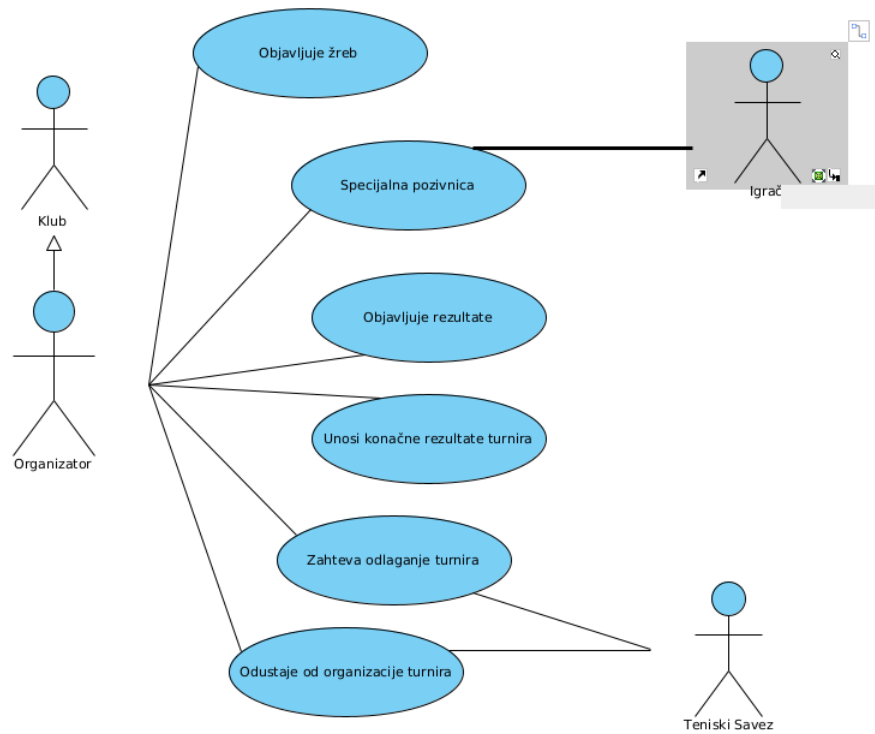 Objavljuje žreb
Klub
Specijalna pozivnica
Igrač
Objavljuje rezultate
Organizator
Unosi konačne rezultate turnira
Zahteva odlaganje turnira
Odustaje od organizacije turnira
Teniski Savez